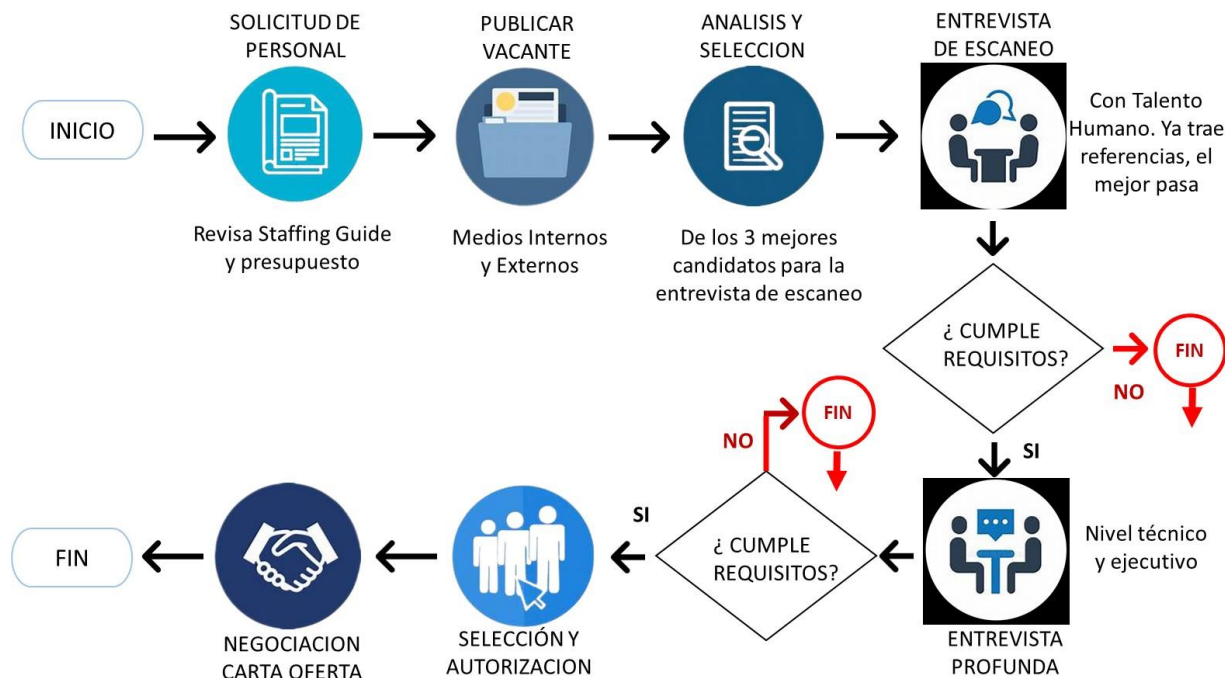 SOLICITUD DE
PERSONAL
PUBLICAR
VACANTE
ANALISIS Y
SELECCION
ENTREVISTA
DE ESCANEO
INICIO
Con Talento
Humano. Ya trae
referencias, el
mejor pasa
Revisa Staffing Guide
y presupuesto
Medios Internos
y Externos
De los 3 mejores
candidatos para la
entrevista de escaneo
¿ CUMPLE
REQUISITOS?
FIN
NO
SI
FIN
NO
Nivel técnico
y ejecutivo
ENTREVISTA
PROFUNDA
¿ CUMPLE
REQUISITOS?
SI
SELECCIÓN Y
AUTORIZACION
NEGOCIACION
CARTA OFERTA
FIN